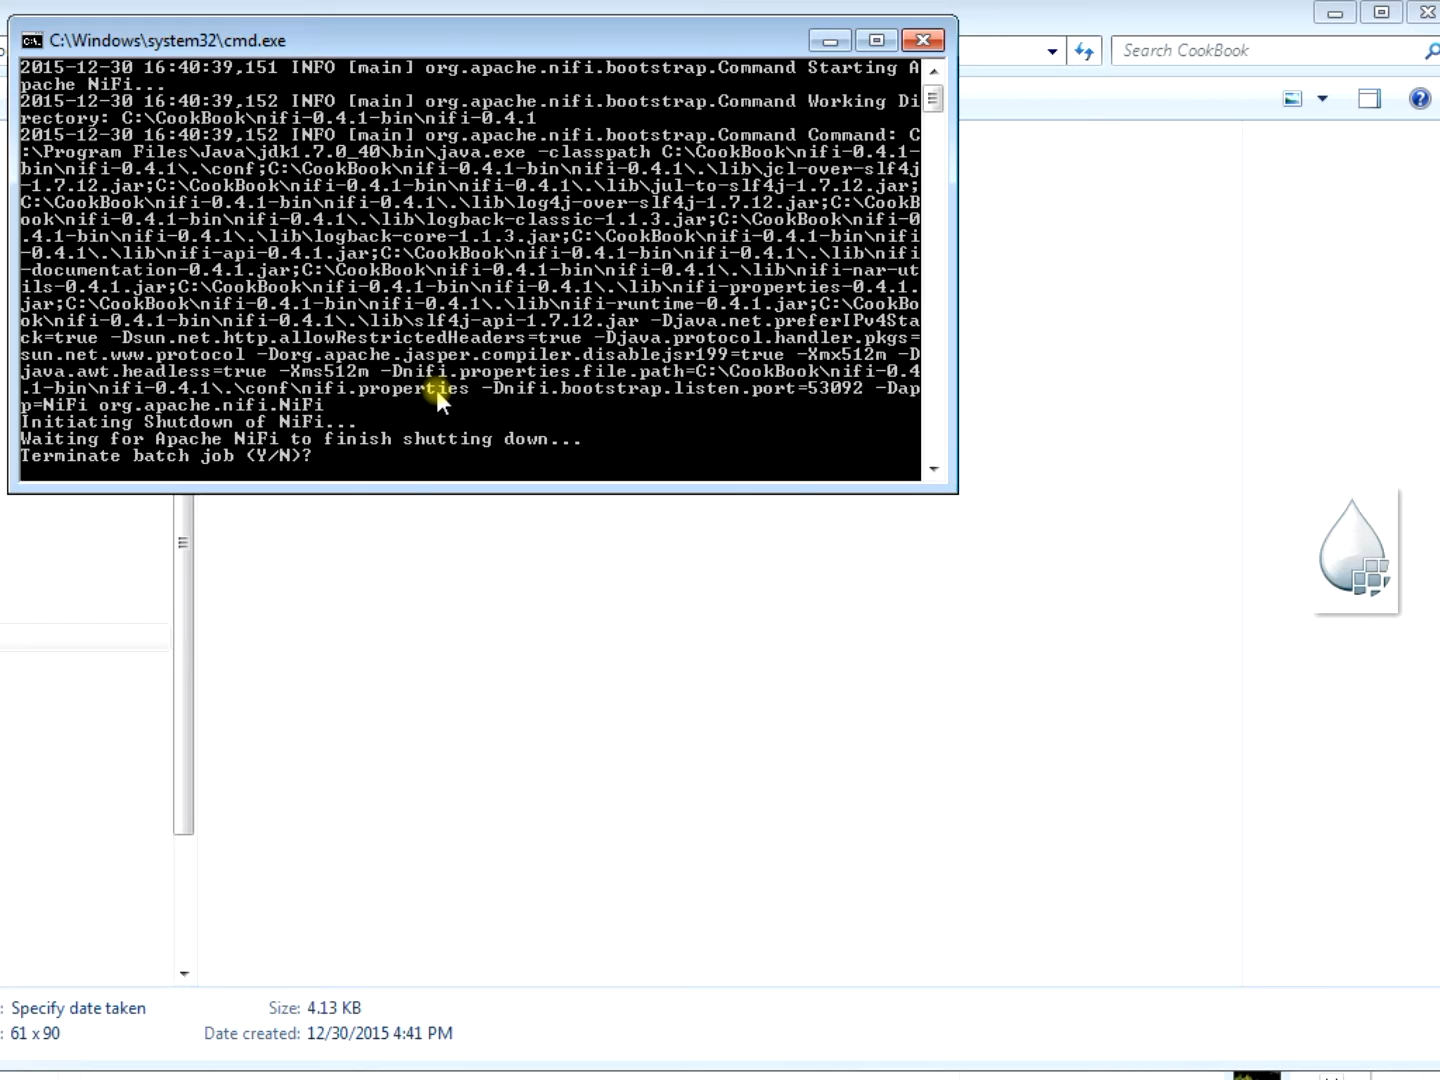 C:\Windows\system32\cmd.exe
Search CookBook
2015-12-30 16:40:39,151 INFO [main] org.apache.nifi.bootstrap.Command Starting A
pache NiFi...
2015-12-30 16:40:39,152 INFO [main] org.apache.nifi.bootstrap.Command Working Di
rectory: C:\CookBook\nifi-0.4.1-bin\nifi-0.4.1
2015-12-30 16:40:39,152 INFO [main] org.apache.nifi.bootstrap.Command Command: C
:\Program Files\Java\jdk1.7.0_40\bin\java.exe -classpath C:\CookBook\nifi-0.4.1-
bin\nifi-0.4.1\.\conf;C:\CookBook\nifi-0.4.1-bin\nifi-0.4.1\.\lib\jcl-over-slf4j
-1.7.12.jar;C:\CookBook\nifi-0.4.1-bin\nifi-0.4.1\.\lib\jul-to-slf4j-1.7.12.jar;
C:\CookBook\nifi-0.4.1-bin\nifi-0.4.1\.\lib\log4j-over-slf4j-1.7.12.jar;C:\CookB
ook\nifi-0.4.1-bin\nifi-0.4.1\.\lib\logback-classic-1.1.3.jar;C:\CookBook\nifi-0
.4.1-bin\nifi-0.4.1\.\lib\logback-core-1.1.3.jar;C:\CookBook\nifi-0.4.1-bin\nifi
-0.4.1\.\lib\nifi-api-0.4.1.jar;C:\CookBook\nifi-0.4.1-bin\nifi-0.4.1\.\lib\nifi
-documentation-0.4.1.jar;C:\CookBook\nifi-0.4.1-bin\nifi-0.4.1\.\lib\nifi-nar-ut
ils-0.4.1.jar;C:\CookBook\nifi-0.4.1-bin\nifi-0.4.1\.\lib\nifi-properties-0.4.1.
jar;C:\CookBook\nifi-0.4.1-bin\nifi-0.4.1\.\lib\nifi-runtime-0.4.1.jar;C:\CookBo
ok\nifi-0.4.1-bin\nifi-0.4.1\.\lib\slf4j-api-1.7.12.jar -Djava.net.preferIPv4Sta
ck=true -Dsun.net.http.allowRestrictedHeaders=true -Djava.protocol.handler.pkgs=
sun.net.www.protocol -Dorg.apache.jasper.compiler.disablejsr199=true -Xmx512m -D
java.awt.headless=true -Xms512m -Dnifi.properties.file.path=C:\CookBook\nifi-0.4
.1-bin\nifi-0.4.1\.\conf\nifi.properties -Dnifi.bootstrap.listen.port=53092 -Dap
p=NiFi org.apache.nifi.NiFi
Initiating Shutdown of NiFi...
Waiting for Apache NiFi to finish shutting down...
Terminate batch job (Y/N)?
: Specify date taken Size: 4.13 KB
: 61 x 90 Date created: 12/30/2015 4:41 PM